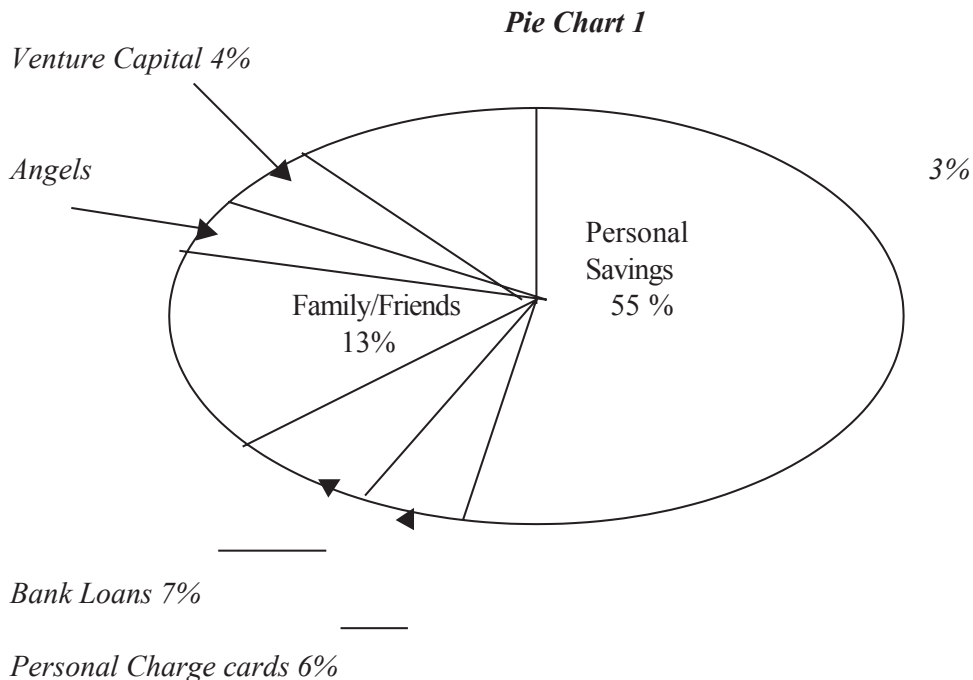 Pie Chart 1
Venture Capital 4%
Angels 3%
Personal
Savings
55 %
Family/Friends
13%
Bank Loans 7%
Personal Charge cards 6%